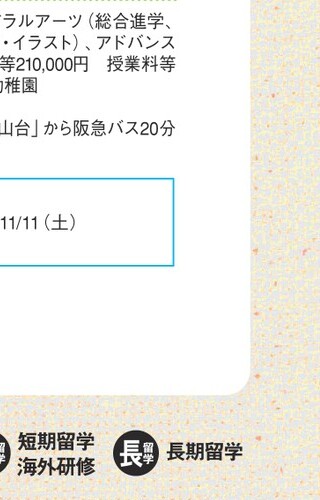 ラルアーツ（総合進学、
・イラスト）、アドバンス
等210,000円　授業料等
稚園
山台」から阪急バス20分
11/11（土）
学 短期留学
海外研修
長留学 長期留学